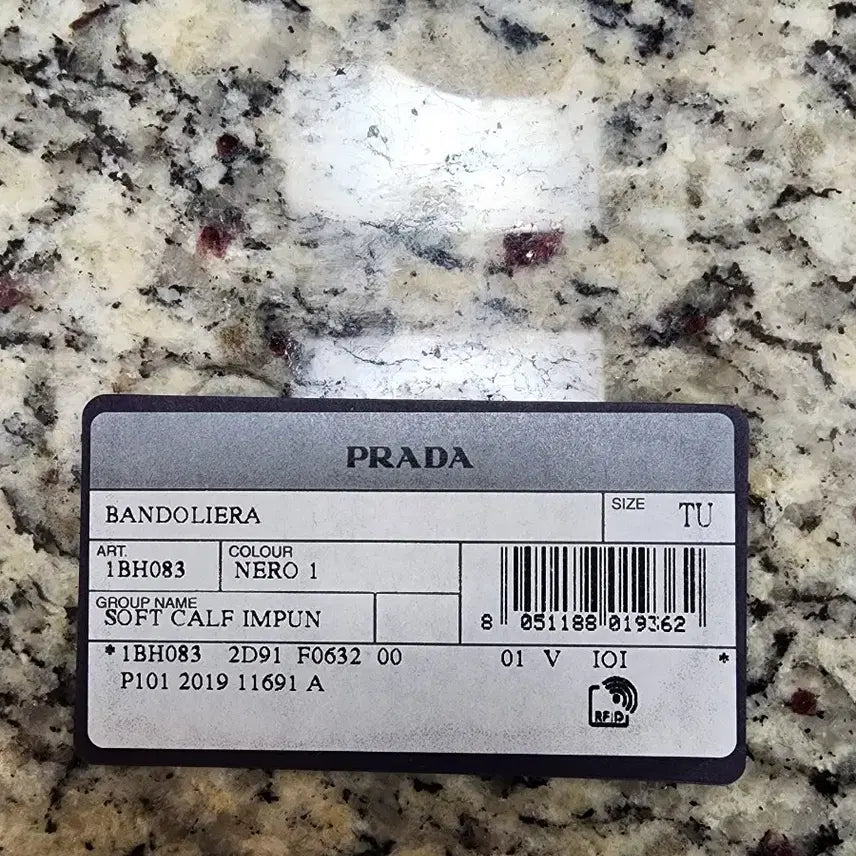 PRADA
BANDOLIERA
SIZE TU
ART. 1BH083
COLOUR NERO 1
GROUP NAME
SOFT CALF IMPUN
8 051188 019362
*1BH083 2D91 F0632 00 01 V IOI *
P101 2019 11691 A
RFID